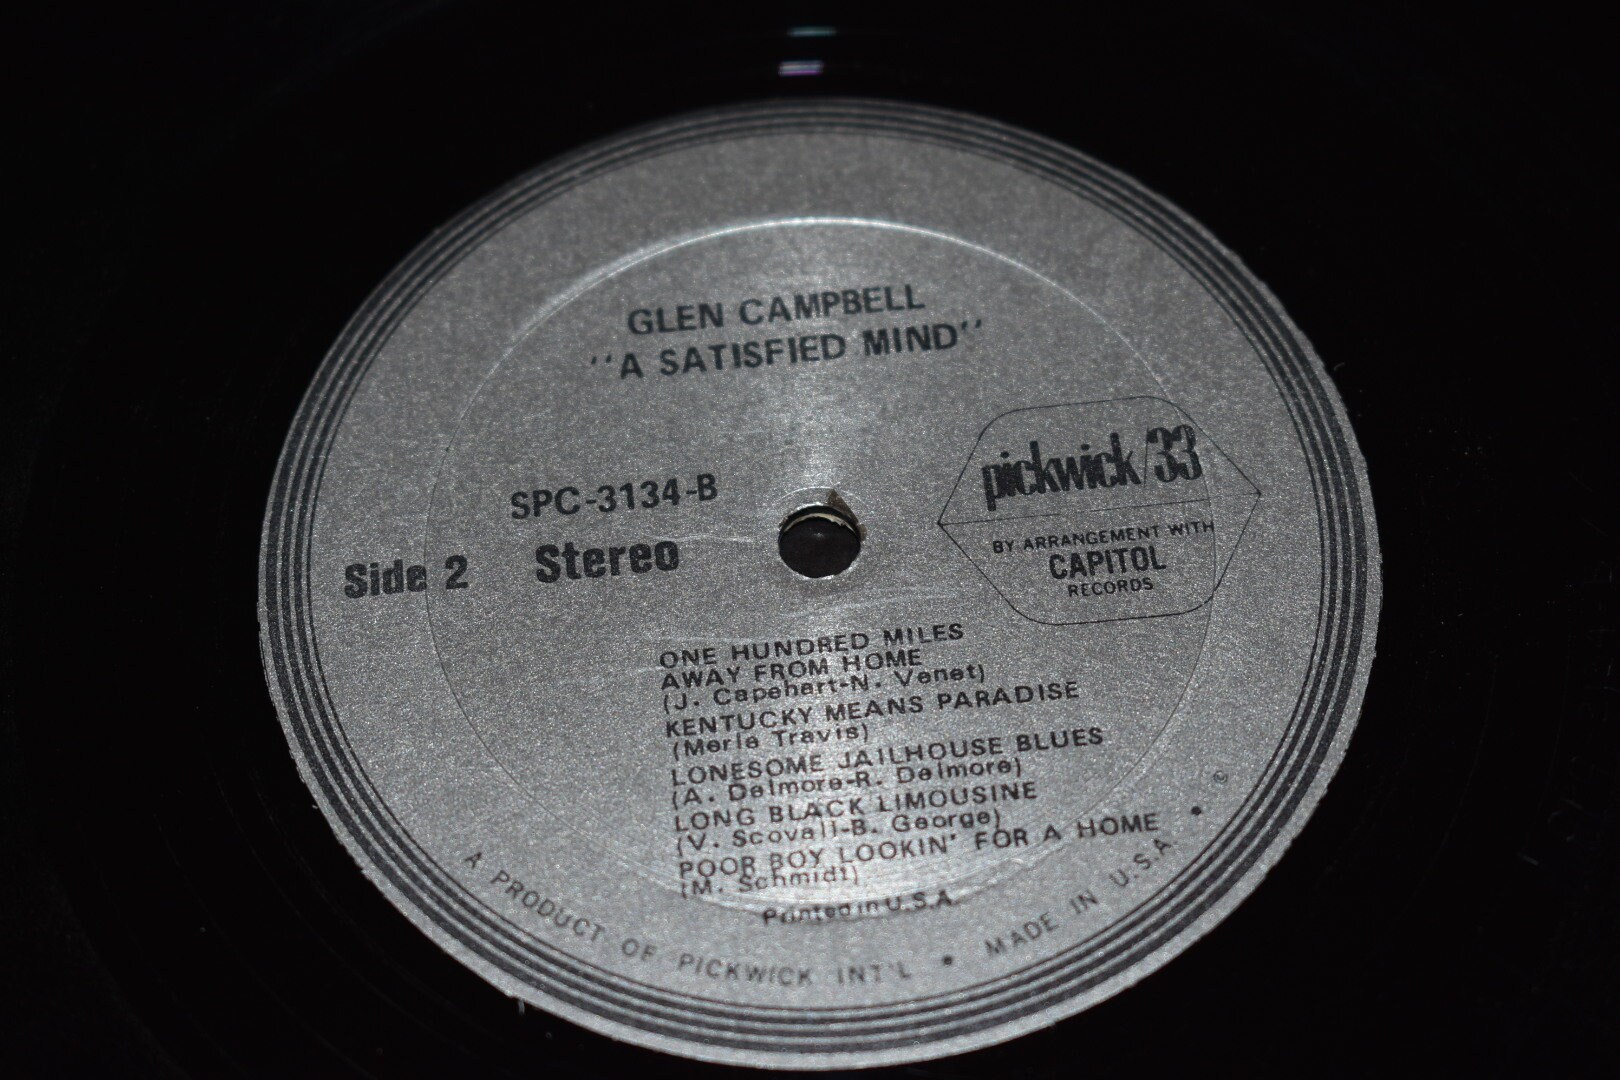 GLEN CAMPBELL
''A SATISFIED MIND''
SPC-3134-B
Side 2 Stereo
pickwick/33
BY ARRANGEMENT WITH
CAPITOL
RECORDS
ONE HUNDRED MILES
AWAY FROM HOME
(J. Capehart-N. Venet)
KENTUCKY MEANS PARADISE
(Merle Travis)
LONESOME JAILHOUSE BLUES
(A. Delmore-R. Delmore)
LONG BLACK LIMOUSINE
(V. Scovall-B. George)
POOR BOY LOOKIN' FOR A HOME
(M. Schmidt)
Printed in U.S.A.
A PRODUCT OF PICKWICK INT'L • MADE IN U.S.A. • ©